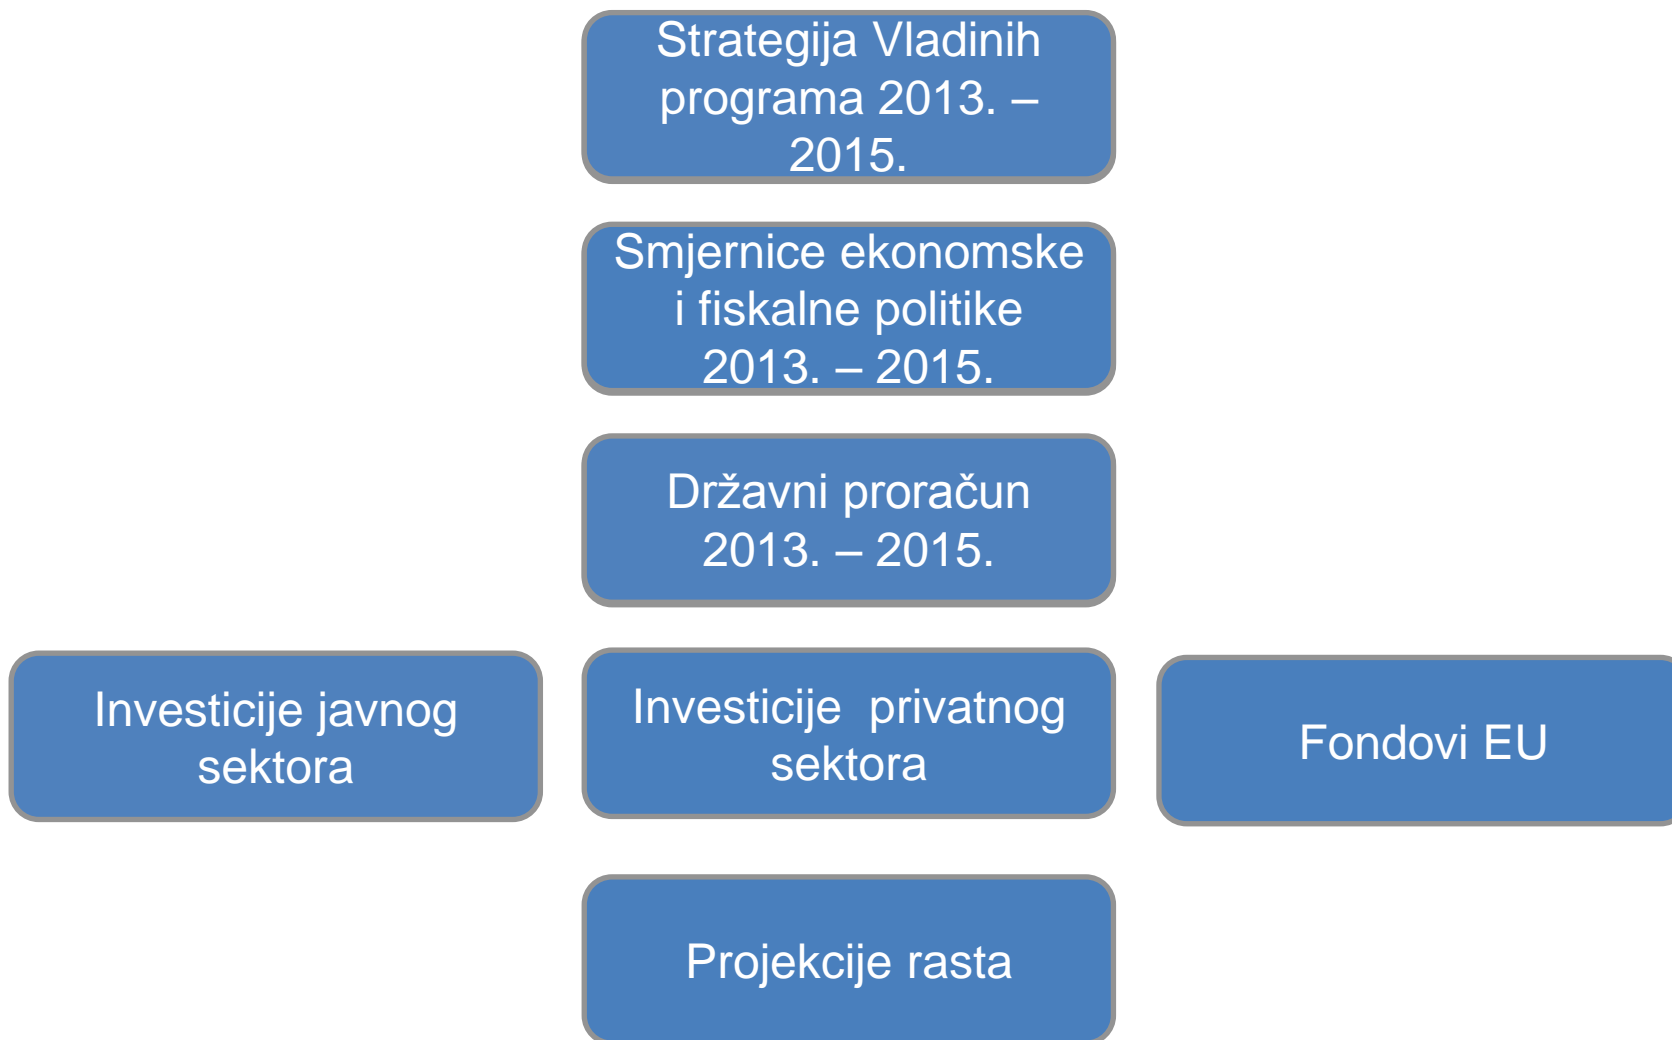 Strategija Vladinih
programa 2013. –
2015.
Smjernice ekonomske
i fiskalne politike
2013. – 2015.
Državni proračun
2013. – 2015.
Investicije javnog
sektora
Investicije  privatnog
sektora
Fondovi EU
Projekcije rasta